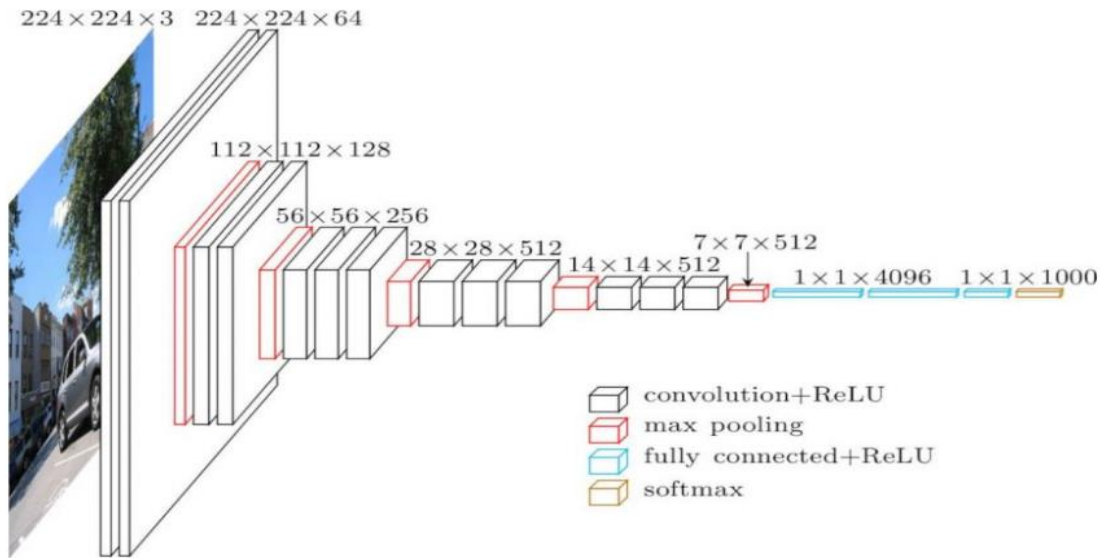 224×224×3
224×224×64
112×112×128
56×56×256
28×28×512
14×14×512
7×7×512
1×1×4096
1×1×1000
convolution+ReLU
max pooling
fully connected+ReLU
softmax